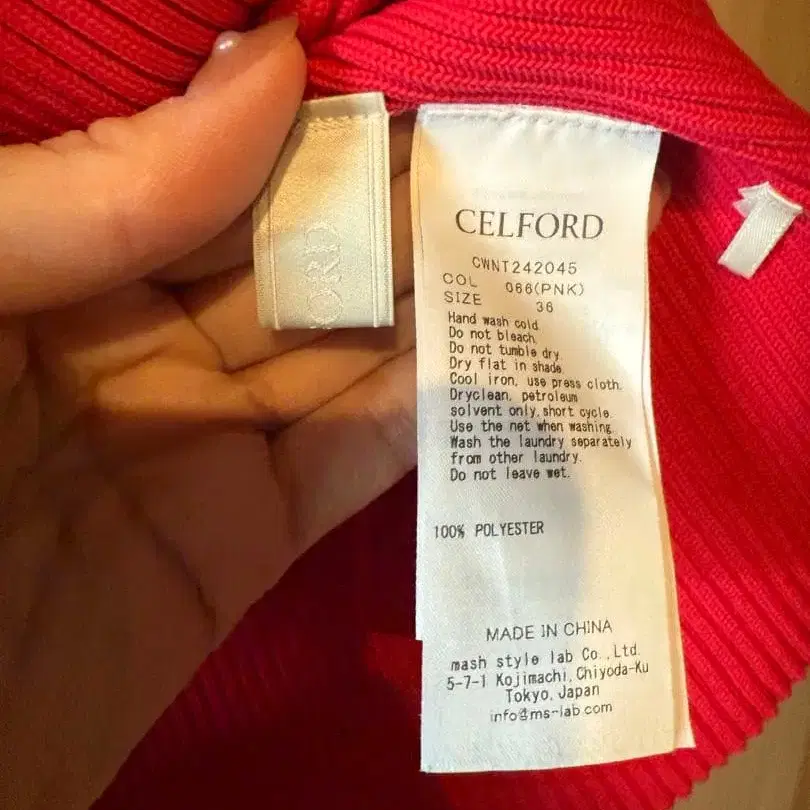 CELFORD
CWNT242045
COL 066(PNK)
SIZE 36
Hand wash cold.
Do not bleach.
Do not tumble dry.
Dry flat in shade.
Cool iron, use press cloth.
Dryclean, petroleum
solvent only, short cycle.
Use the net when washing.
Wash the laundry separately
from other laundry.
Do not leave wet.
100% POLYESTER
MADE IN CHINA
mash style lab Co.,Ltd.
5-7-1 Kojimachi,Chiyoda-Ku
Tokyo,Japan
info@ms-lab.com
ORD